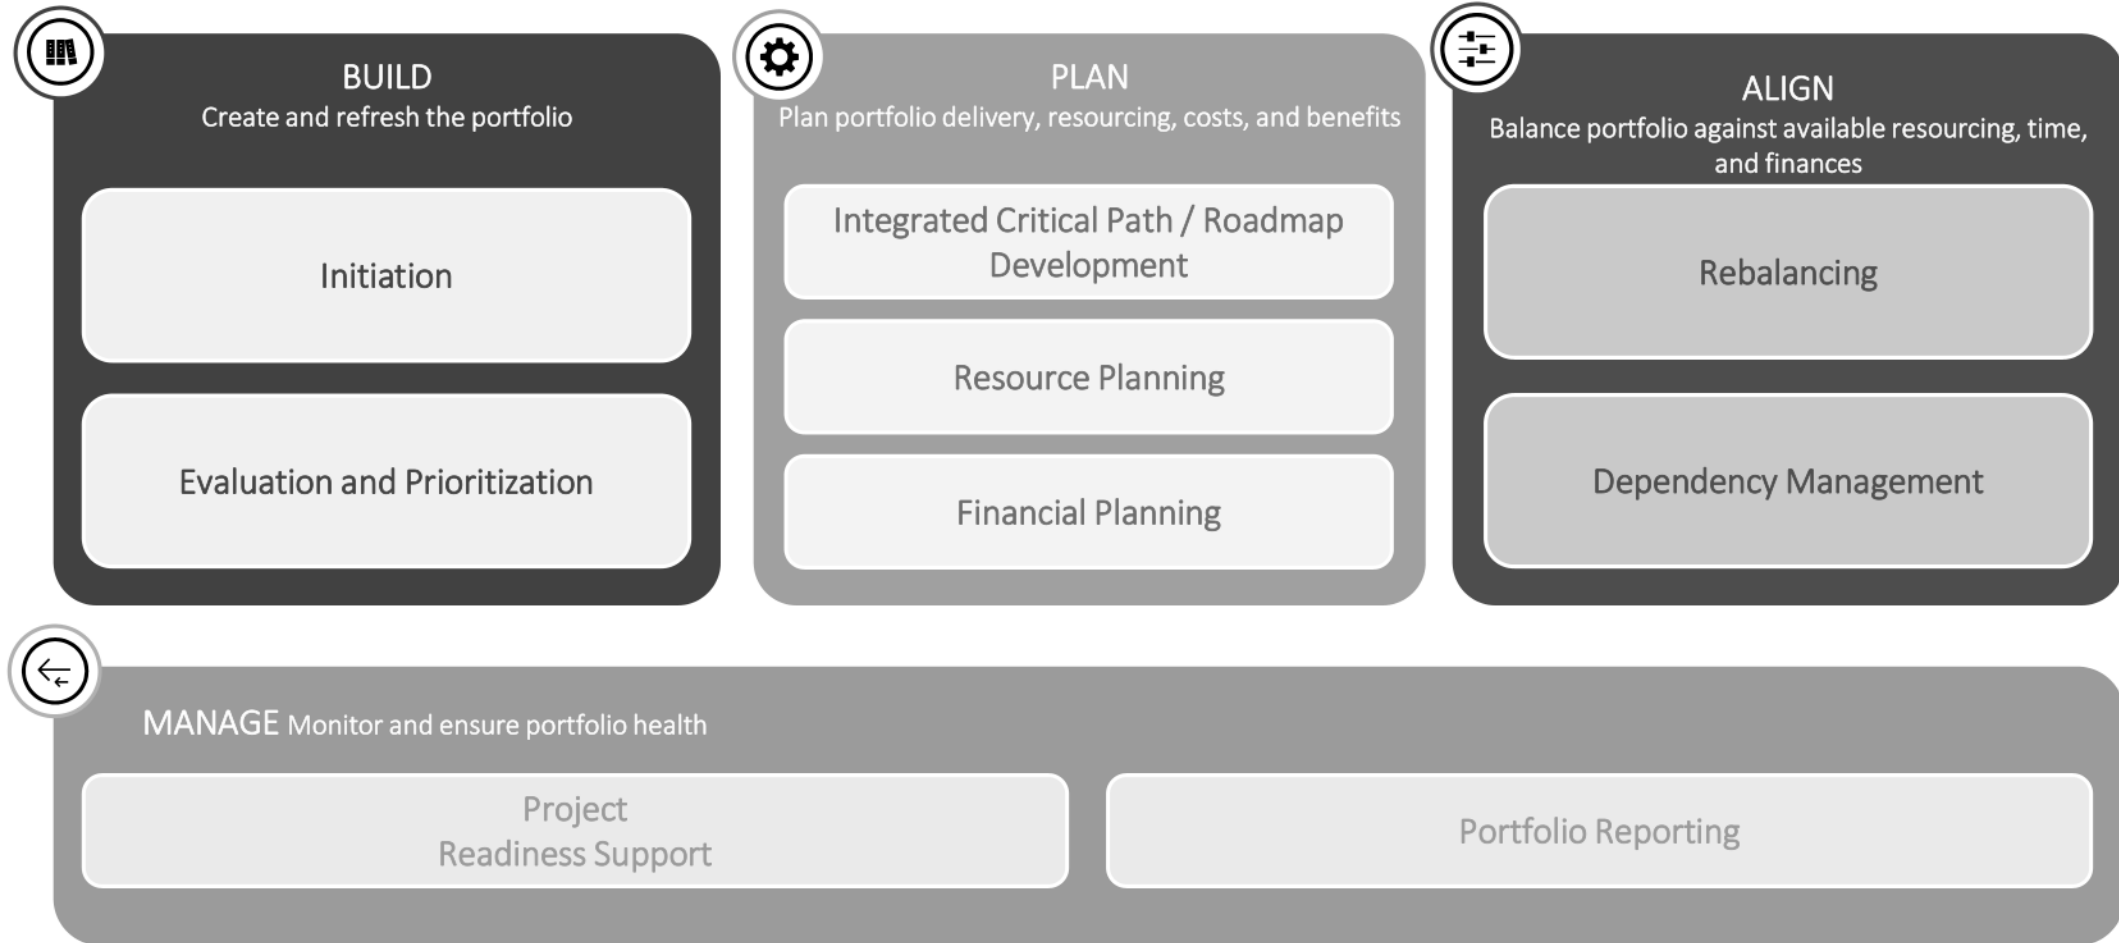 BUILD
Create and refresh the portfolio
Initiation
Evaluation and Prioritization
PLAN
Plan portfolio delivery, resourcing, costs, and benefits
Integrated Critical Path / Roadmap
Development
Resource Planning
Financial Planning
ALIGN
Balance portfolio against available resourcing, time,
and finances
Rebalancing
Dependency Management
MANAGE Monitor and ensure portfolio health
Project
Readiness Support
Portfolio Reporting